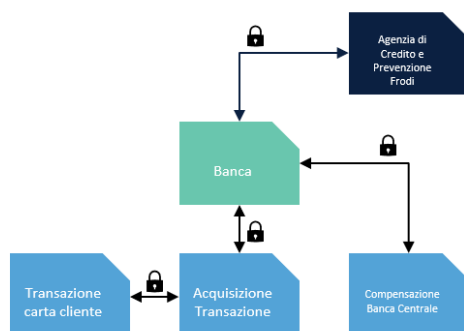 Agenzia di
Credito e
Prevenzione
Frodi
Banca
Transazione
carta cliente
Acquisizione
Transazione
Compensazione
Banca Centrale